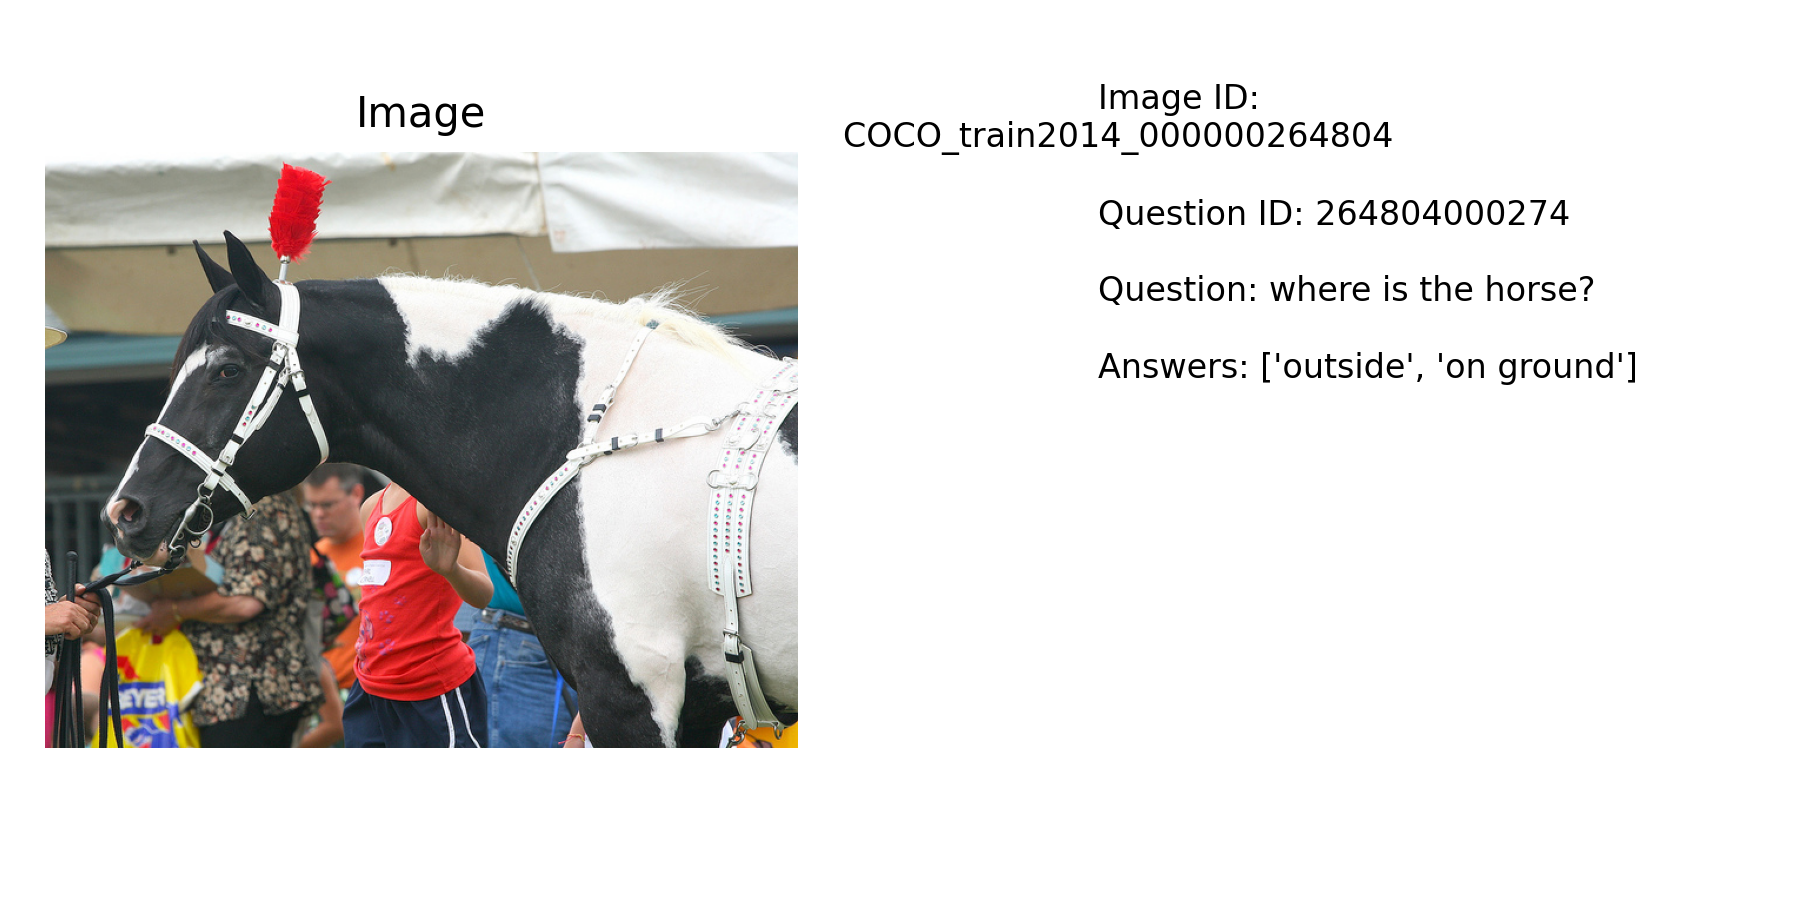 Image
Image ID:
COCO_train2014_000000264804
Question ID: 264804000274
Question: where is the horse?
Answers: ['outside', 'on ground']
EYER